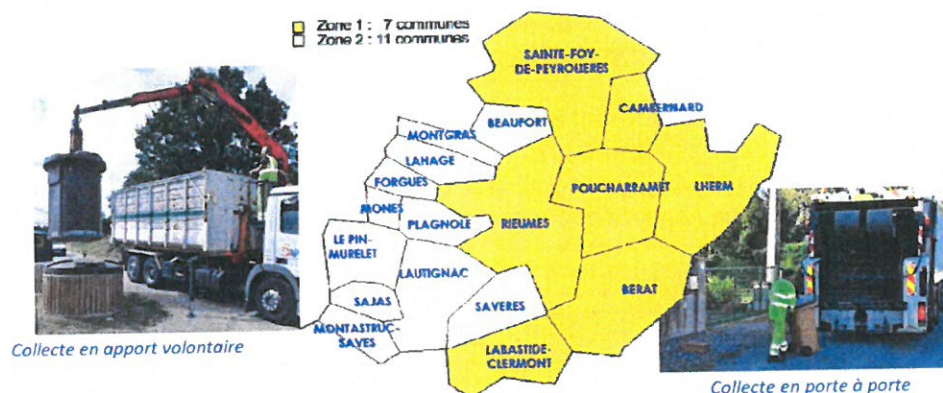 Zone 1 : 7 communes
Zone 2 : 11 communes
SAINTE-FOY-
DE-PEYROLIERES
CAMBERNARD
BEAUFORT
MONTGRAS
LAHAGE
FORGUES
POUCHARRAMET
LHERM
MONES
PLAGNOLE
RIEUMES
LE PIN-
MURELET
LAUTIGNAC
BERAT
SAJAS
SAVERES
MONTASTRUC-
SAVES
LABASTIDE-
CLERMONT
Collecte en apport volontaire
Collecte en porte à porte